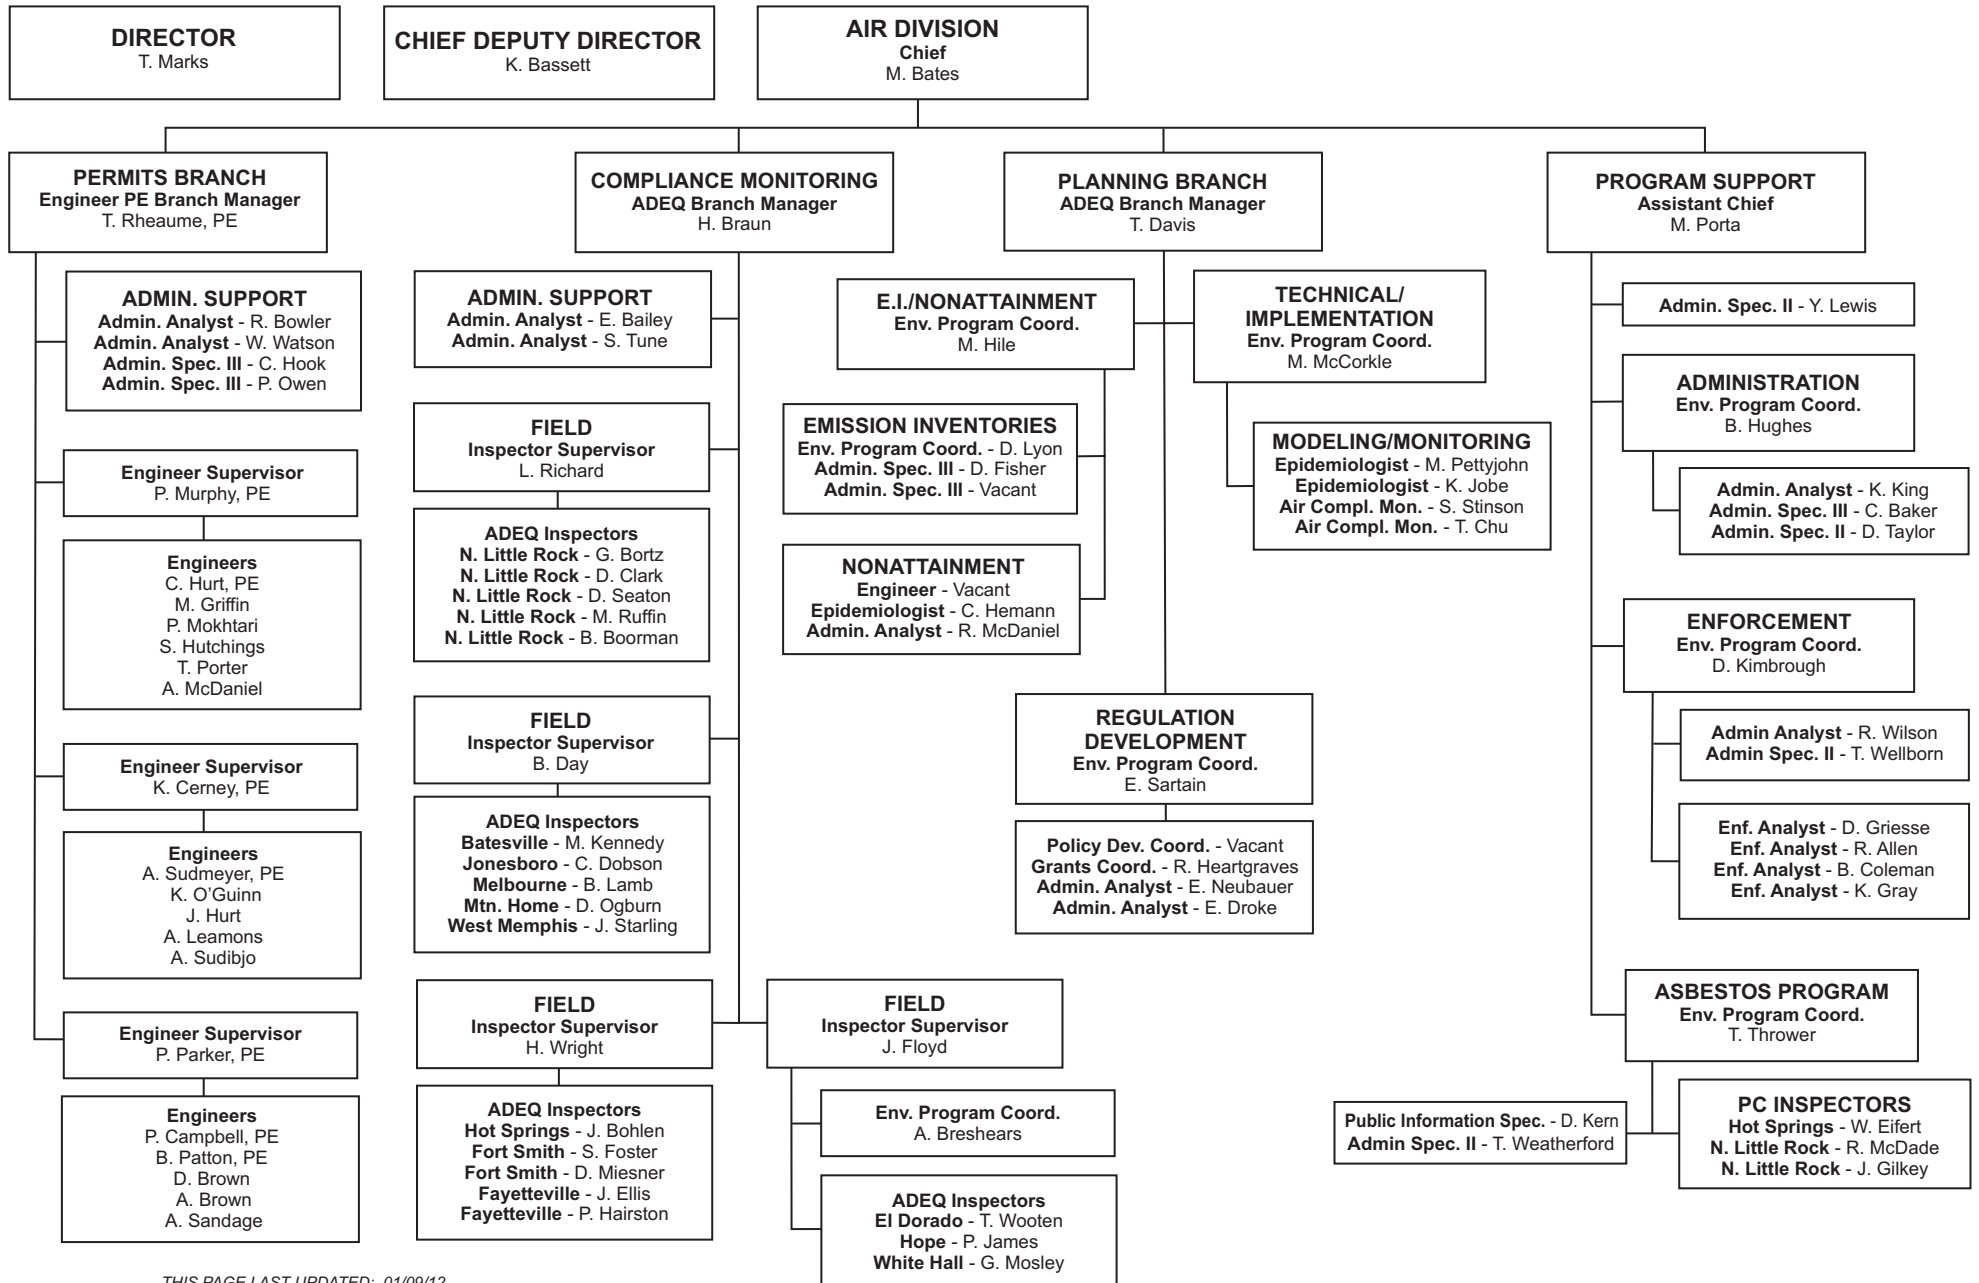 DIRECTOR
T. Marks
CHIEF DEPUTY DIRECTOR
K. Bassett
AIR DIVISION
Chief
M. Bates
PERMITS BRANCH
Engineer PE Branch Manager
T. Rheaume, PE
ADMIN. SUPPORT
Admin. Analyst - R. Bowler
Admin. Analyst - W. Watson
Admin. Spec. III - C. Hook
Admin. Spec. III - P. Owen
Engineer Supervisor
P. Murphy, PE
Engineers
C. Hurt, PE
M. Griffin
P. Mokhtari
S. Hutchings
T. Porter
A. McDaniel
Engineer Supervisor
K. Cerney, PE
Engineers
A. Sudmeyer, PE
K. O’Guinn
J. Hurt
A. Leamons
A. Sudibjo
Engineer Supervisor
P. Parker, PE
Engineers
P. Campbell, PE
B. Patton, PE
D. Brown
A. Brown
A. Sandage
COMPLIANCE MONITORING
ADEQ Branch Manager
H. Braun
ADMIN. SUPPORT
Admin. Analyst - E. Bailey
Admin. Analyst - S. Tune
FIELD
Inspector Supervisor
L. Richard
ADEQ Inspectors
N. Little Rock - G. Bortz
N. Little Rock - D. Clark
N. Little Rock - D. Seaton
N. Little Rock - M. Ruffin
N. Little Rock - B. Boorman
FIELD
Inspector Supervisor
B. Day
ADEQ Inspectors
Batesville - M. Kennedy
Jonesboro - C. Dobson
Melbourne - B. Lamb
Mtn. Home - D. Ogburn
West Memphis - J. Starling
FIELD
Inspector Supervisor
H. Wright
ADEQ Inspectors
Hot Springs - J. Bohlen
Fort Smith - S. Foster
Fort Smith - D. Miesner
Fayetteville - J. Ellis
Fayetteville - P. Hairston
FIELD
Inspector Supervisor
J. Floyd
Env. Program Coord.
A. Breshears
ADEQ Inspectors
El Dorado - T. Wooten
Hope - P. James
White Hall - G. Mosley
PLANNING BRANCH
ADEQ Branch Manager
T. Davis
E.I./NONATTAINMENT
Env. Program Coord.
M. Hile
EMISSION INVENTORIES
Env. Program Coord. - D. Lyon
Admin. Spec. III - D. Fisher
Admin. Spec. III - Vacant
NONATTAINMENT
Engineer - Vacant
Epidemiologist - C. Hemann
Admin. Analyst - R. McDaniel
TECHNICAL/
IMPLEMENTATION
Env. Program Coord.
M. McCorkle
MODELING/MONITORING
Epidemiologist - M. Pettyjohn
Epidemiologist - K. Jobe
Air Compl. Mon. - S. Stinson
Air Compl. Mon. - T. Chu
REGULATION
DEVELOPMENT
Env. Program Coord.
E. Sartain
Policy Dev. Coord. - Vacant
Grants Coord. - R. Heartgraves
Admin. Analyst - E. Neubauer
Admin. Analyst - E. Droke
PROGRAM SUPPORT
Assistant Chief
M. Porta
Admin. Spec. II - Y. Lewis
ADMINISTRATION
Env. Program Coord.
B. Hughes
Admin. Analyst - K. King
Admin. Spec. III - C. Baker
Admin. Spec. II - D. Taylor
ENFORCEMENT
Env. Program Coord.
D. Kimbrough
Admin Analyst - R. Wilson
Admin Spec. II - T. Wellborn
Enf. Analyst - D. Griesse
Enf. Analyst - R. Allen
Enf. Analyst - B. Coleman
Enf. Analyst - K. Gray
ASBESTOS PROGRAM
Env. Program Coord.
T. Thrower
Public Information Spec. - D. Kern
Admin Spec. II - T. Weatherford
PC INSPECTORS
Hot Springs - W. Eifert
N. Little Rock - R. McDade
N. Little Rock - J. Gilkey
THIS PAGE LAST UPDATED: 01/09/12